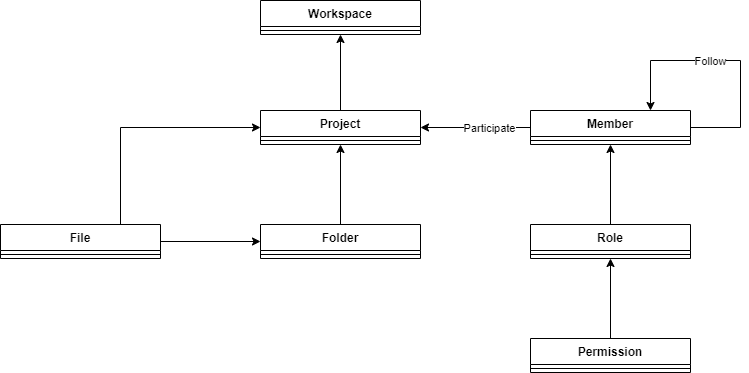 Workspace
Follow
Project
Participate
Member
File
Folder
Role
Permission